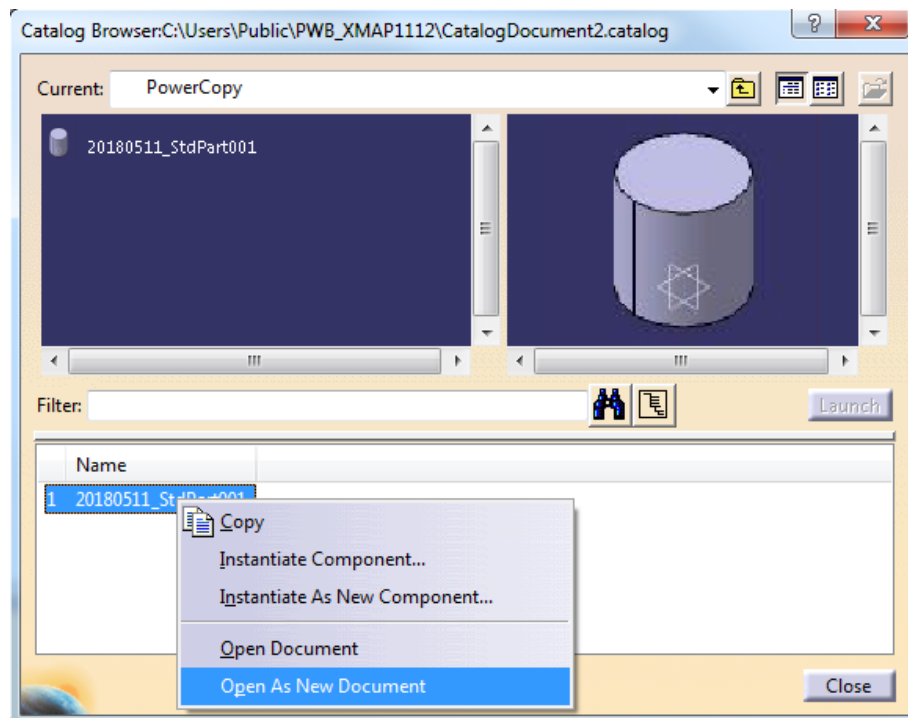 Catalog Browser:C:\Users\Public\PWB_XMAP1112\CatalogDocument2.catalog
Current: PowerCopy
20180511_StdPart001
Filter:
Launch
Name
1 20180511_StdPart001
Copy
Instantiate Component...
Instantiate As New Component...
Open Document
Open As New Document
Close